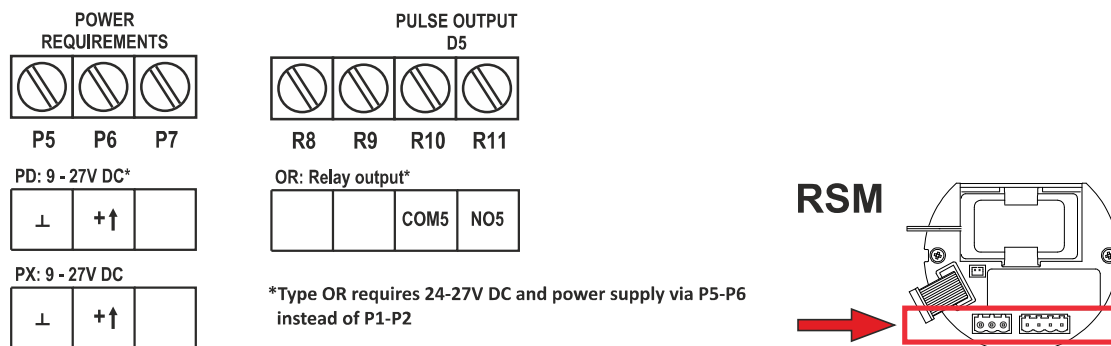 POWER
REQUIREMENTS
P5 P6 P7
PD: 9 - 27V DC*
⊥ +↑
PX: 9 - 27V DC
⊥ +↑
PULSE OUTPUT
D5
R8 R9 R10 R11
OR: Relay output*
COM5 NO5
*Type OR requires 24-27V DC and power supply via P5-P6
instead of P1-P2
RSM